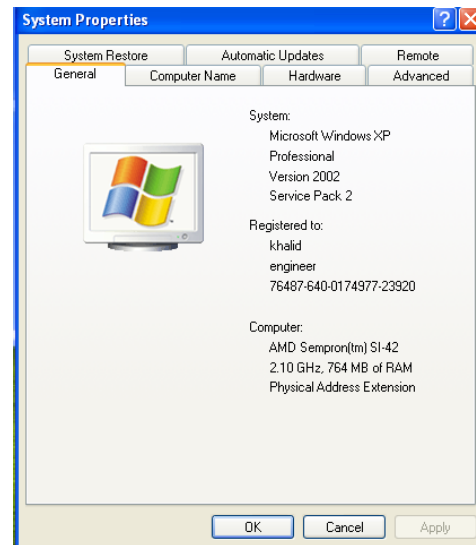 System Properties
System Restore Automatic Updates Remote
General Computer Name Hardware Advanced
System:
Microsoft Windows XP
Professional
Version 2002
Service Pack 2
Registered to:
khalid
engineer
76487-640-0174977-23920
Computer:
AMD Sempron(tm) SI-42
2.10 GHz, 764 MB of RAM
Physical Address Extension
OK Cancel Apply